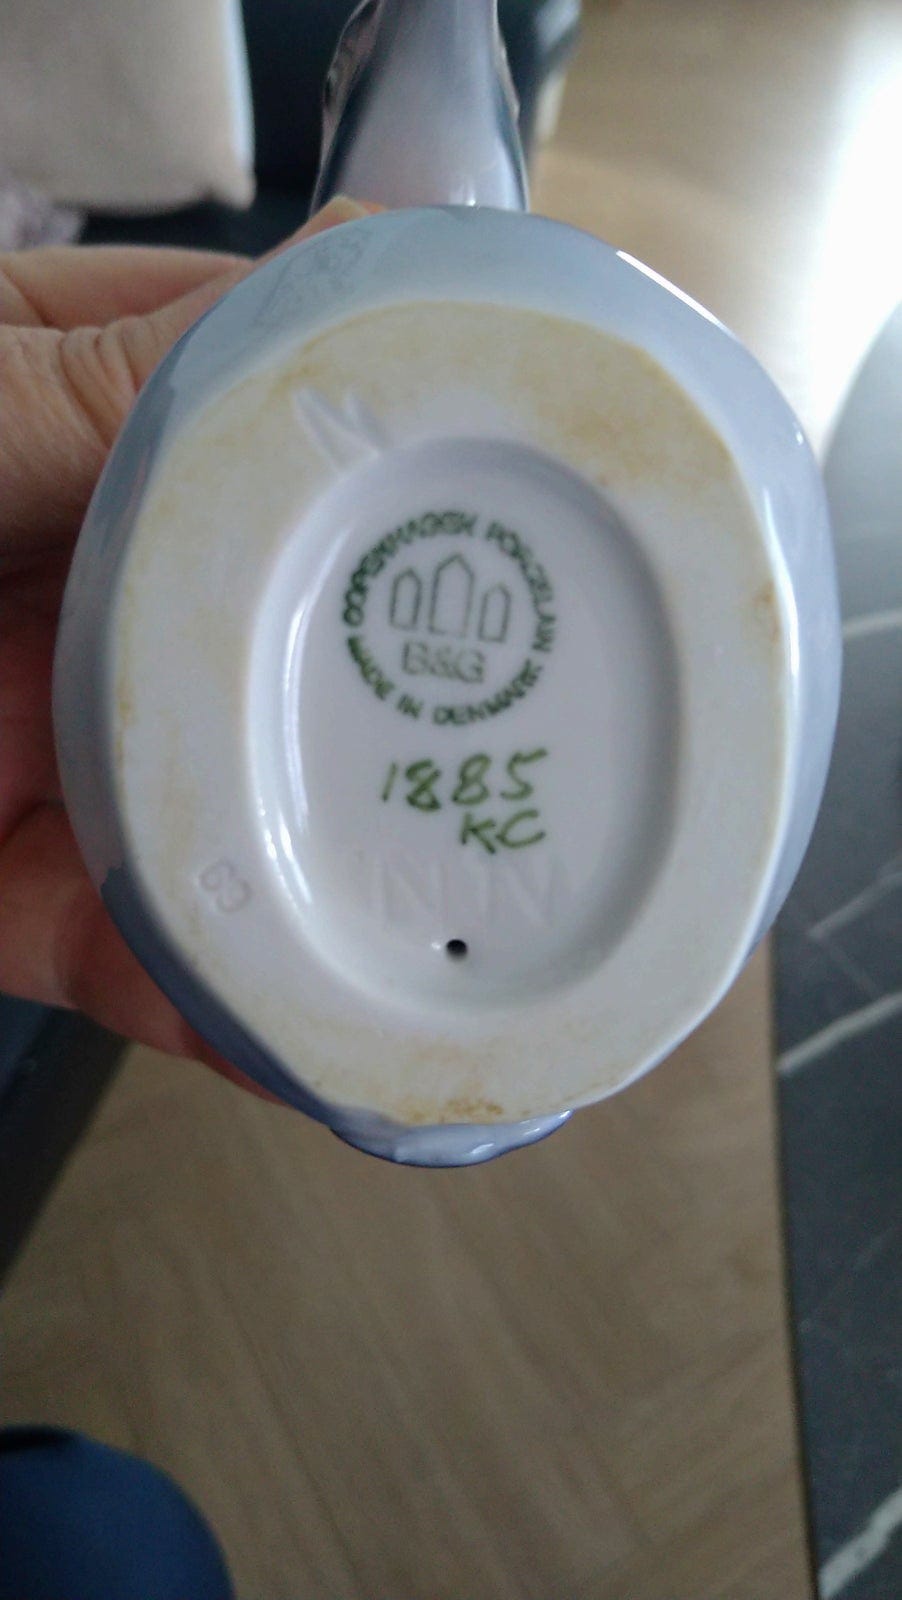 COPENHAGEN PORCELAIN
MADE IN DENMARK
B&G
1885
KC